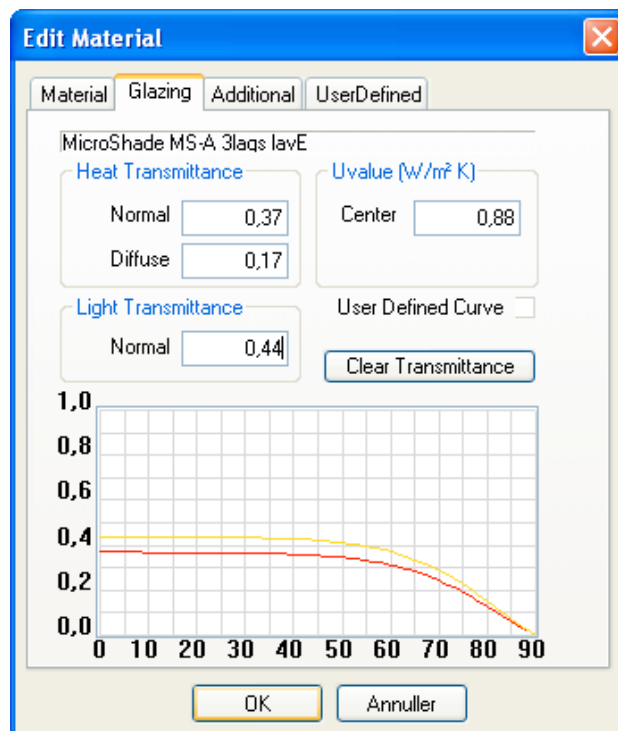 Edit Material
Material Glazing Additional UserDefined
MicroShade MS-A 3lags lavE
Heat Transmittance
Normal 0,37
Diffuse 0,17
Uvalue (W/m² K)
Center 0,88
Light Transmittance
Normal 0,44
User Defined Curve
Clear Transmittance
1,0
0,8
0,6
0,4
0,2
0,0
0 10 20 30 40 50 60 70 80 90
OK Annuller